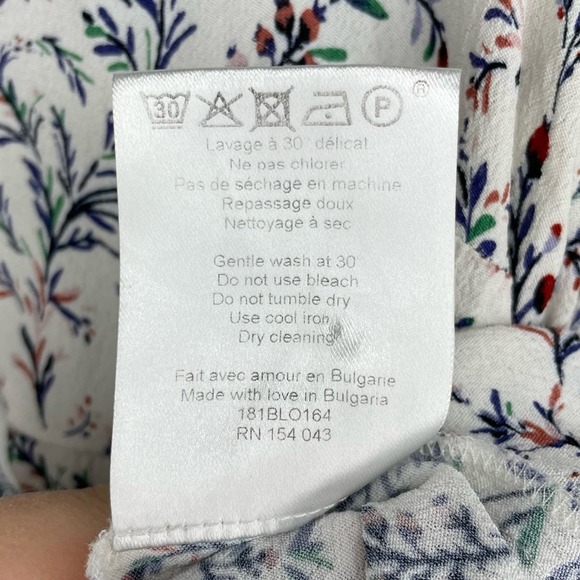 30 P ®
Lavage à 30° délicat
Ne pas chlorer
Pas de séchage en machine
Repassage doux
Nettoyage à sec
Gentle wash at 30
Do not use bleach
Do not tumble dry
Use cool iron
Dry cleaning
Fait avec amour en Bulgarie
Made with love in Bulgaria
181BLO164
RN 154 043